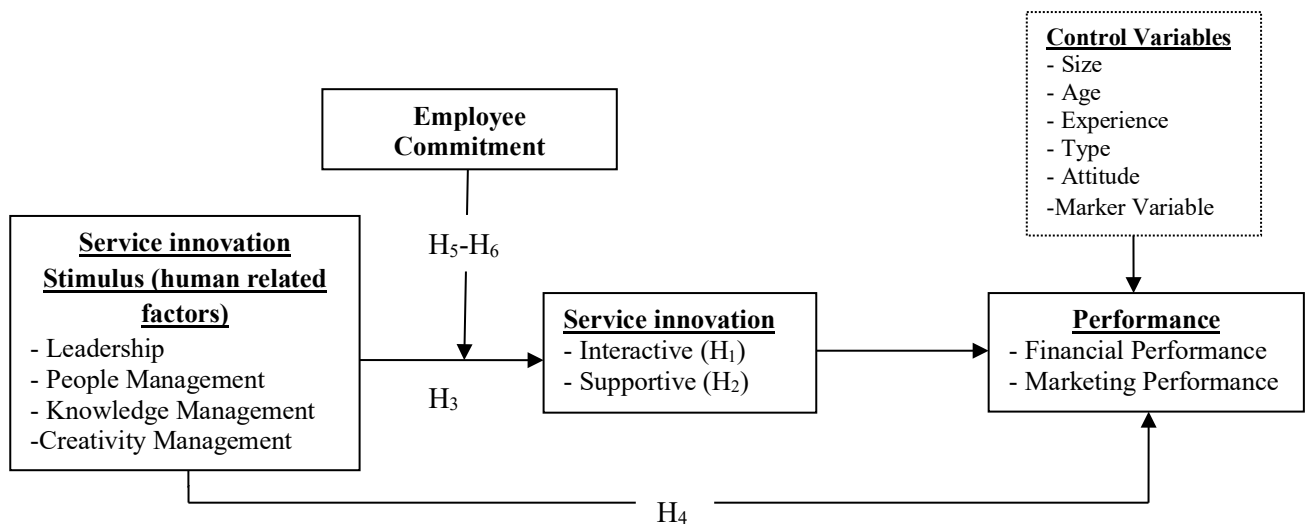 Control Variables
- Size
- Age
- Experience
- Type
- Attitude
-Marker Variable
Employee
Commitment
Service innovation
Stimulus (human related
factors)
- Leadership
- People Management
- Knowledge Management
-Creativity Management
H₅-H₆
H₃
Service innovation
- Interactive (H₁)
- Supportive (H₂)
Performance
- Financial Performance
- Marketing Performance
H₄